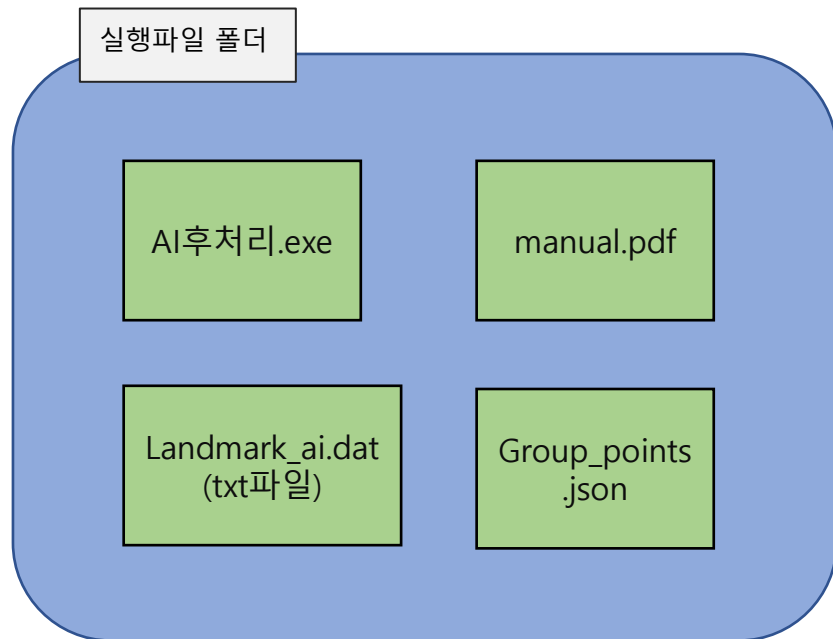 실행파일 폴더
AI후처리.exe
manual.pdf
Landmark_ai.dat
(txt파일)
Group_points
.json